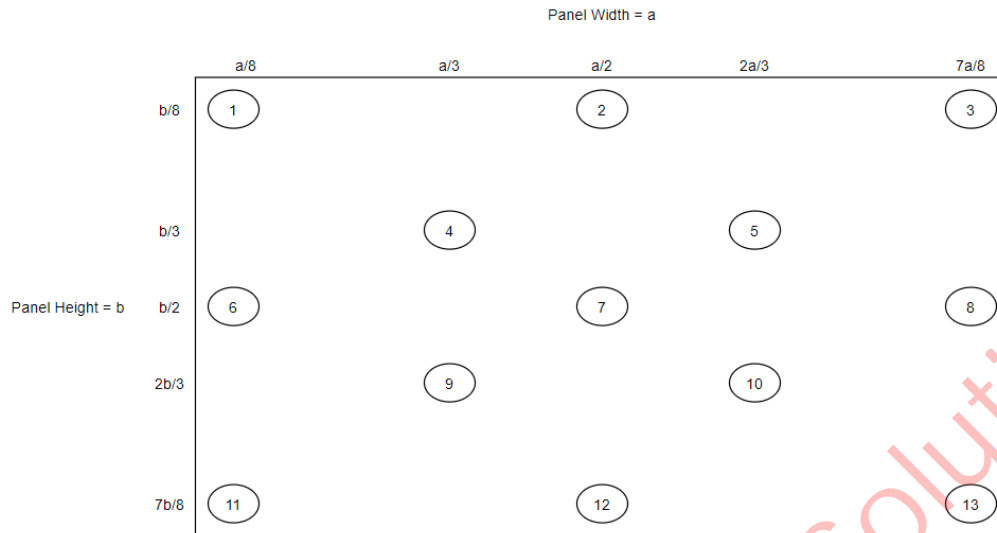 Panel Width = a
a/8 a/3 a/2 2a/3 7a/8
b/8 1 2 3
b/3 4 5
Panel Height = b b/2 6 7 8
2b/3 9 10
7b/8 11 12 13